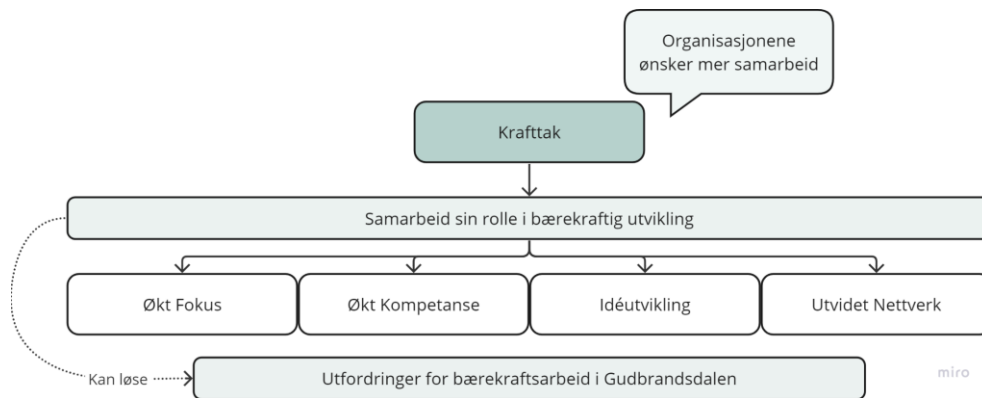 Organisasjonene
ønsker mer samarbeid
Krafttak
Samarbeid sin rolle i bærekraftig utvikling
Økt Fokus
Økt Kompetanse
Idéutvikling
Utvidet Nettverk
Kan løse
Utfordringer for bærekraftsarbeid i Gudbrandsdalen
miro